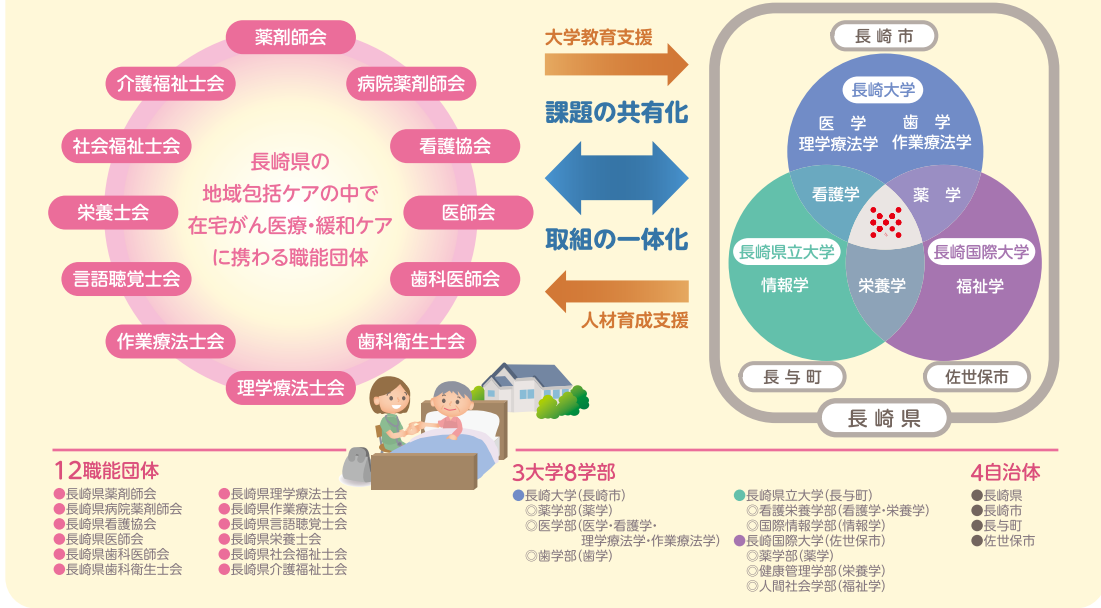 薬剤師会
介護福祉士会
病院薬剤師会
社会福祉士会
看護協会
栄養士会
医師会
言語聴覚士会
歯科医師会
作業療法士会
歯科衛生士会
理学療法士会
長崎県の
地域包括ケアの中で
在宅がん医療・緩和ケア
に携わる職能団体
大学教育支援
課題の共有化
取組の一体化
人材育成支援
長崎市
長崎大学
医学 歯学
理学療法学 作業療法学
看護学 薬学
長崎県立大学 長崎国際大学
情報学 栄養学 福祉学
長与町 佐世保市
長崎県
12職能団体
●長崎県薬剤師会
●長崎県病院薬剤師会
●長崎県看護協会
●長崎県医師会
●長崎県歯科医師会
●長崎県歯科衛生士会
●長崎県理学療法士会
●長崎県作業療法士会
●長崎県言語聴覚士会
●長崎県栄養士会
●長崎県社会福祉士会
●長崎県介護福祉士会
3大学8学部
●長崎大学(長崎市)
◎薬学部(薬学)
◎医学部(医学・看護学・
理学療法学・作業療法学)
◎歯学部(歯学)
●長崎県立大学(長与町)
◎看護栄養学部(看護学・栄養学)
◎国際情報学部(情報学)
●長崎国際大学(佐世保市)
◎薬学部(薬学)
◎健康管理学部(栄養学)
◎人間社会学部(福祉学)
4自治体
●長崎県
●長崎市
●長与町
●佐世保市